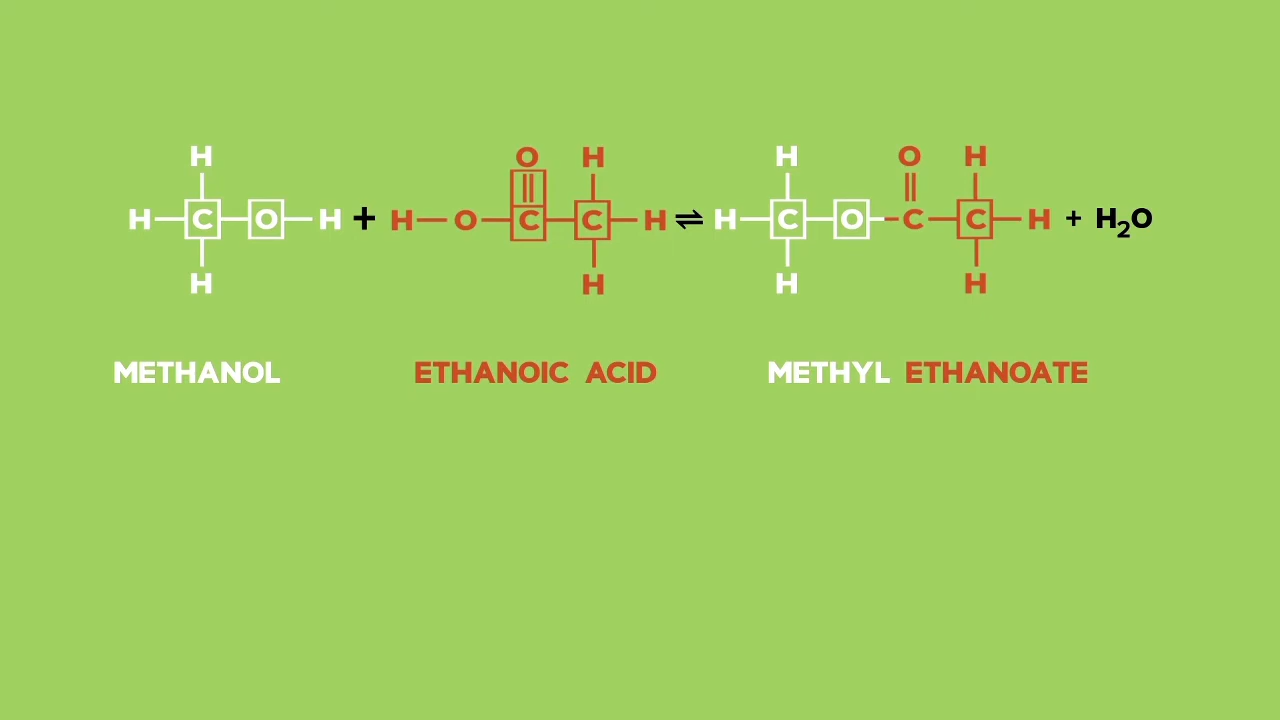 H H H O H
H C O H + H O C C H ⇌ H C O C C H + H₂O
H H H H
METHANOL ETHANOIC ACID METHYL ETHANOATE